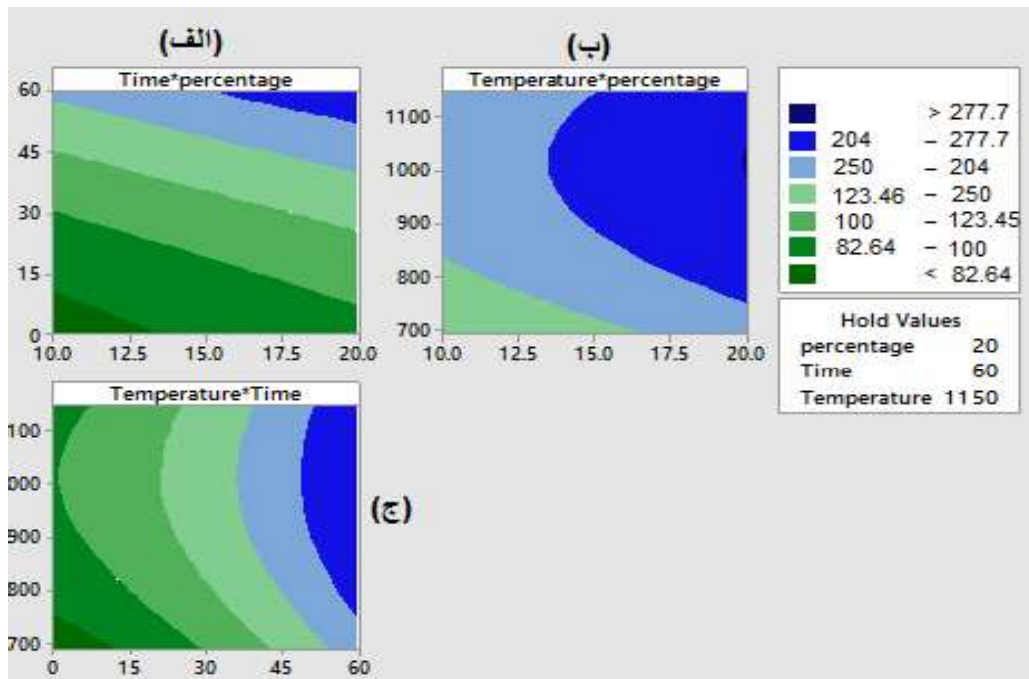 (الف)
(ب)
Time*percentage
60
45
30
15
0
10.0 12.5 15.0 17.5 20.0
Temperature*percentage
1100
1000
900
800
700
10.0 12.5 15.0 17.5 20.0
> 277.7
204 – 277.7
250 – 204
123.46 – 250
100 – 123.45
82.64 – 100
< 82.64
Hold Values
percentage 20
Time 60
Temperature 1150
Temperature*Time
100
000
900
800
700
0 15 30 45 60
(ج)